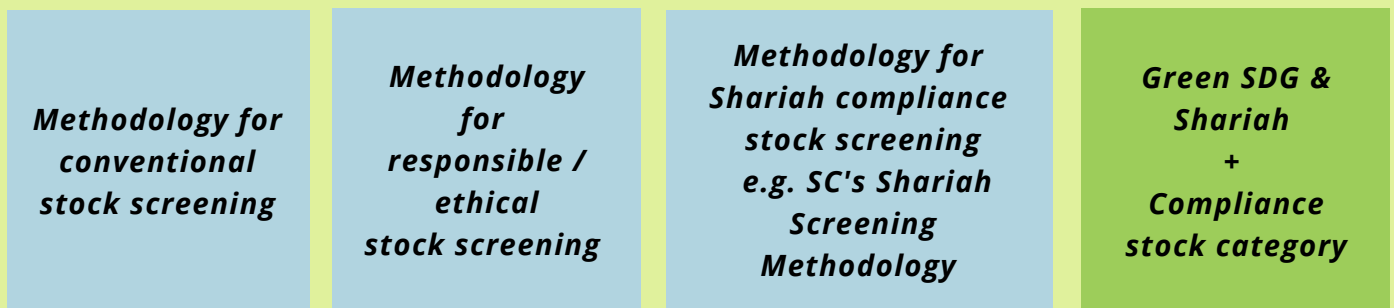 Methodology for
conventional
stock screening
Methodology
for
responsible /
ethical
stock screening
Methodology for
Shariah compliance
stock screening
e.g. SC's Shariah
Screening
Methodology
Green SDG &
Shariah
+
Compliance
stock category